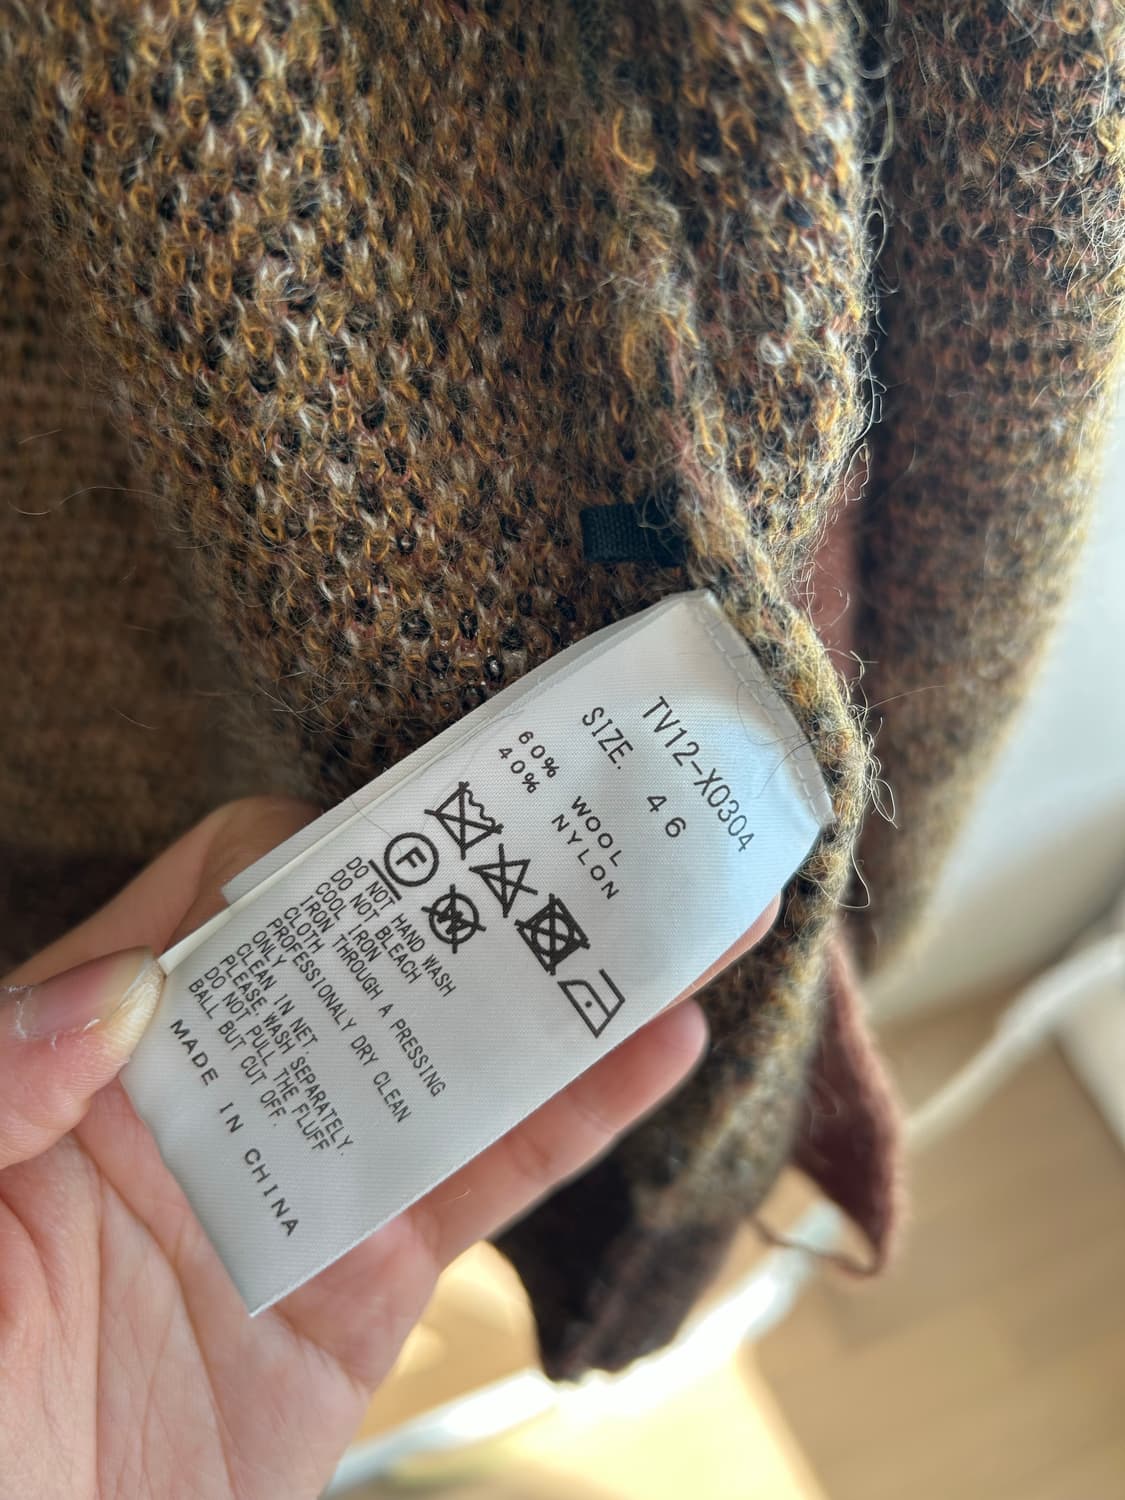 TV12-X0304
SIZE. 46
60% WOOL
40% NYLON
F
W
DO NOT HAND WASH
DO NOT BLEACH
COOL IRON
IRON THROUGH A PRESSING
CLOTH
PROFESSIONALY DRY CLEAN
ONLY
CLEAN IN NET.
PLEASE WASH SEPARATELY.
DO NOT PULL THE FLUFF
BALL BUT CUT OFF.
MADE IN CHINA